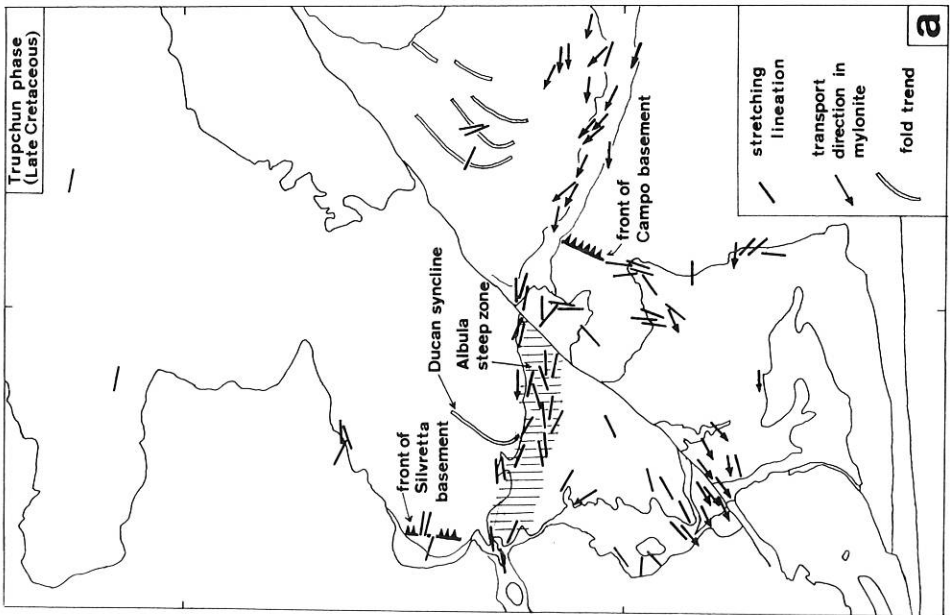 Trupchun phase
(Late Cretaceous)
a
front of
Silvretta
basement
Ducan syncline
Albula
steep zone
front of
Campo basement
stretching
lineation
transport
direction in
mylonite
fold trend